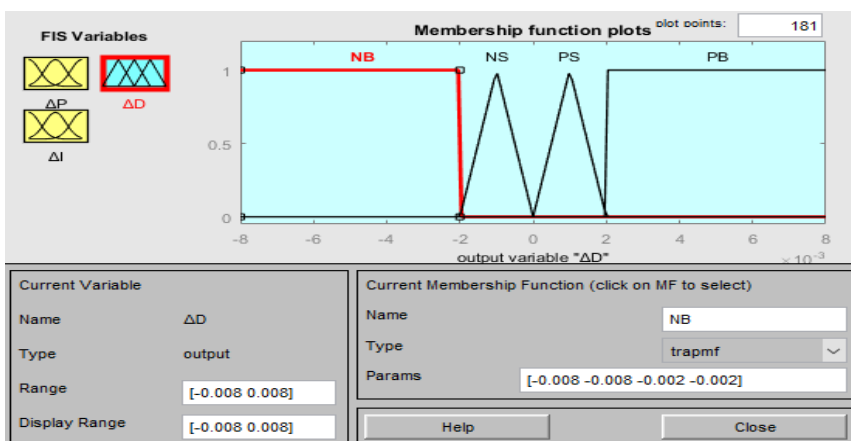 FIS Variables
ΔP
ΔD
ΔI
Membership function plots
plot points:
181
NB
NS
PS
PB
1
0.5
0
-8
-6
-4
-2
0
2
4
6
8
output variable "ΔD"
× 10-3
Current Variable
Name
ΔD
Type
output
Range
[-0.008 0.008]
Display Range
[-0.008 0.008]
Current Membership Function (click on MF to select)
Name
NB
Type
trapmf
Params
[-0.008 -0.008 -0.002 -0.002]
Help
Close